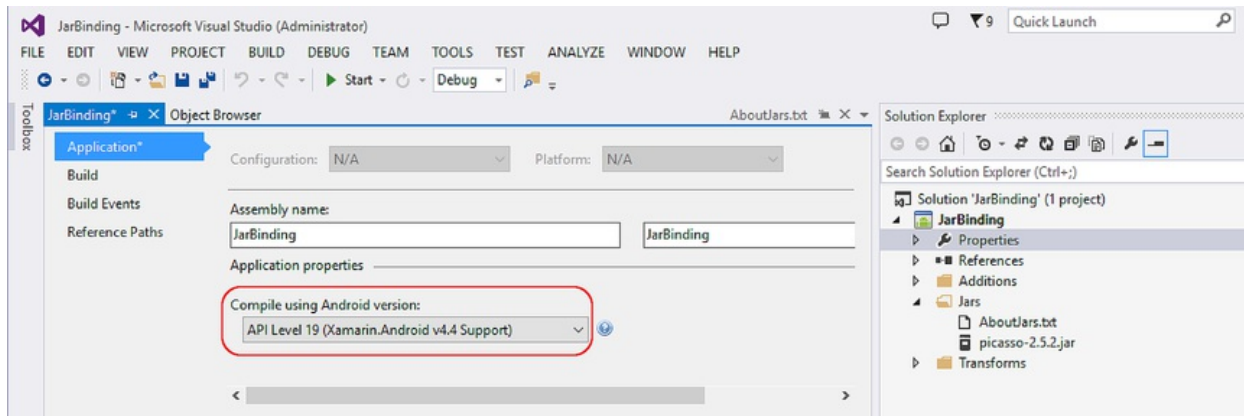 JarBinding - Microsoft Visual Studio (Administrator)
9
Quick Launch
FILE EDIT VIEW PROJECT BUILD DEBUG TEAM TOOLS TEST ANALYZE WINDOW HELP
Start
Debug
Toolbox
JarBinding*
Object Browser
AboutJars.txt
Application*
Build
Build Events
Reference Paths
Configuration: N/A
Platform: N/A
Assembly name:
JarBinding
JarBinding
Application properties
Compile using Android version:
API Level 19 (Xamarin.Android v4.4 Support)
Solution Explorer
Search Solution Explorer (Ctrl+;)
Solution 'JarBinding' (1 project)
JarBinding
Properties
References
Additions
Jars
AboutJars.txt
picasso-2.5.2.jar
Transforms